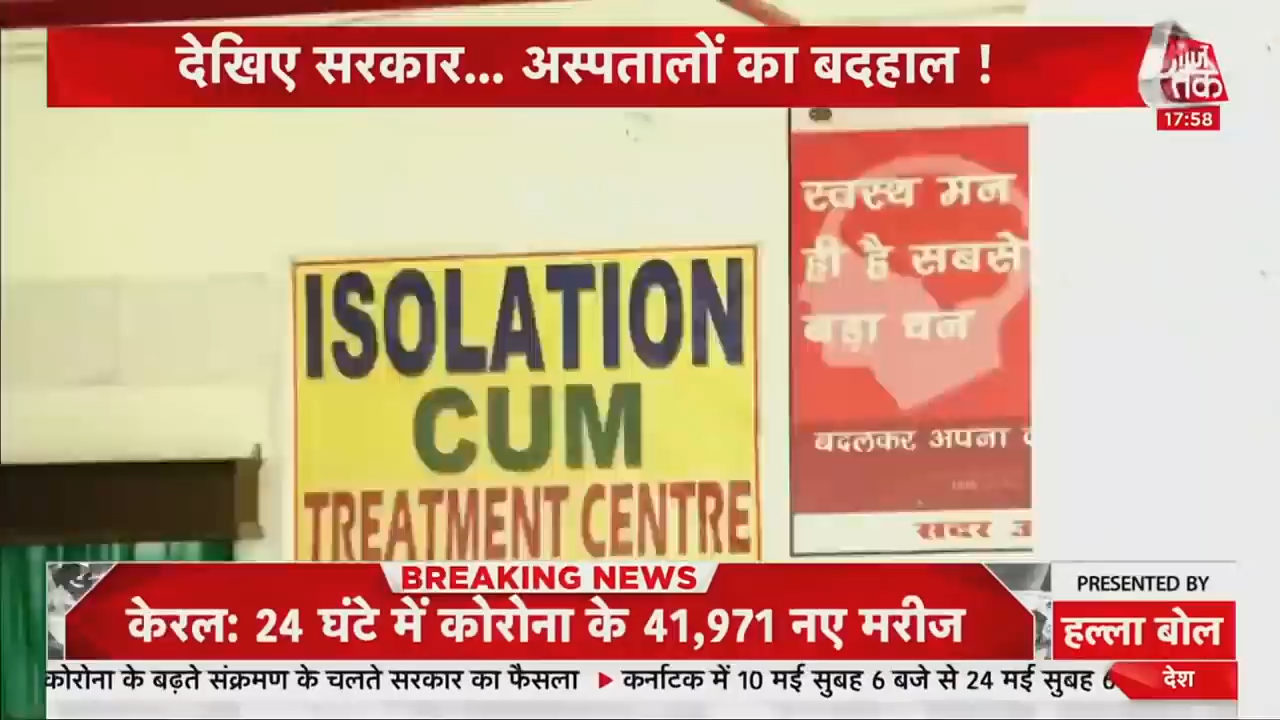 देखिए सरकार... अस्पतालों का बदहाल !
आज तक
17:58
स्वस्थ मन
ही है सबसे
बड़ा धन
बदलकर अपना
सदर
ISOLATION
CUM
TREATMENT CENTRE
BREAKING NEWS
केरल: 24 घंटे में कोरोना के 41,971 नए मरीज
PRESENTED BY
हल्ला बोल
कोरोना के बढ़ते संक्रमण के चलते सरकार का फैसला ▸ कर्नाटक में 10 मई सुबह 6 बजे से 24 मई सुबह 6
देश